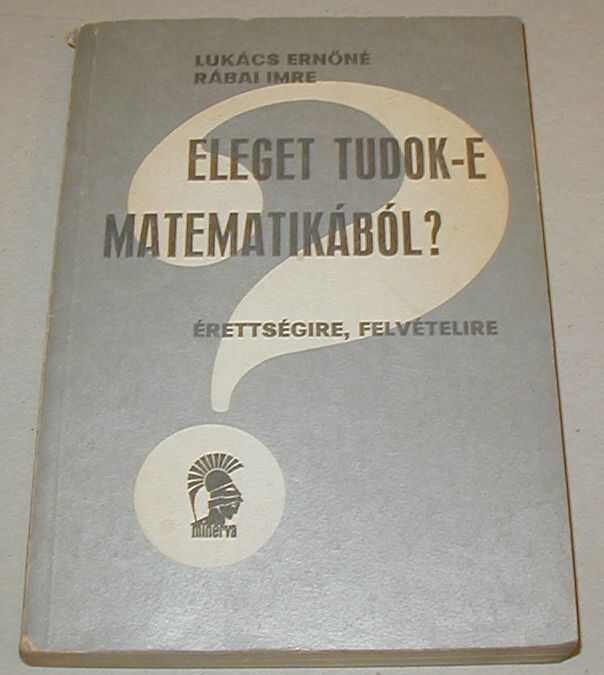 LUKÁCS ERNŐNÉ
RÁBAI IMRE
ELEGET TUDOK-E
MATEMATIKÁBÓL?
ÉRETTSÉGIRE, FELVÉTELIRE
minerva